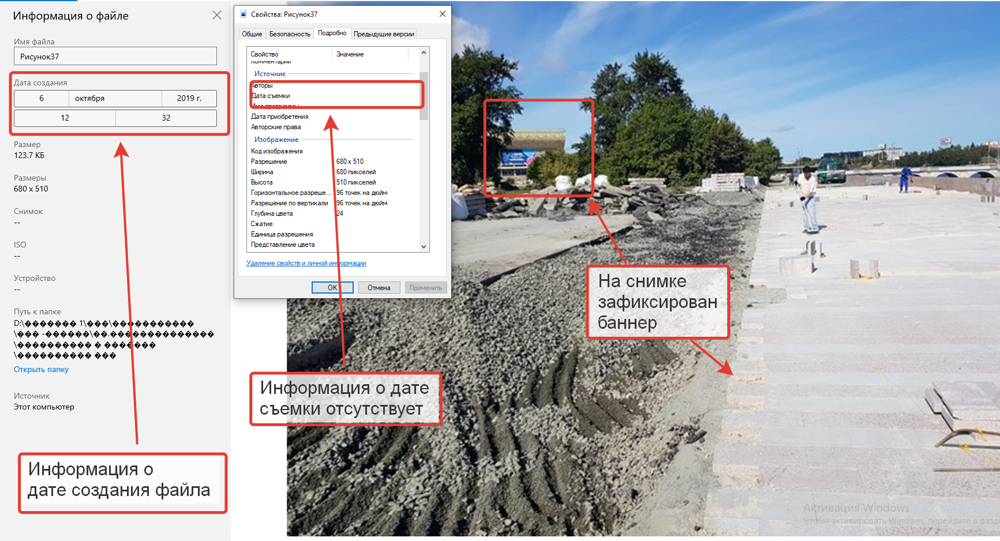 Информация о файле
Имя файла
Рисунок37
Дата создания
6 октября 2019 г.
12 32
Размер
123.7 КБ
Размеры
680 x 510
Снимок
--
ISO
--
Устройство
--
Путь к папке
D:\������� 1\���\�����������
\��� -������\��.��������������
\���������� � �������
\���������� ���
Открыть папку
Источник
Этот компьютер
Информация о
дате создания файла
Свойства: Рисунок37
Общие Безопасность Подробно Предыдущие версии
Свойство Значение
Комментарии
Источник
Авторы
Дата съемки
Имя программы
Дата приобретения
Авторские права
Изображение
Код изображения
Разрешение 680 x 510
Ширина 680 пикселей
Высота 510 пикселей
Горизонтальное разреше... 96 точек на дюйм
Разрешение по вертикали 96 точек на дюйм
Глубина цвета 24
Сжатие
Единица разрешения
Представление цвета
Удаление свойств и личной информации
OK Отмена Применить
Информация о дате
съемки отсутствует
На снимке
зафиксирован
баннер
Активация Windows
Чтобы активировать Windows, перейдите в разде